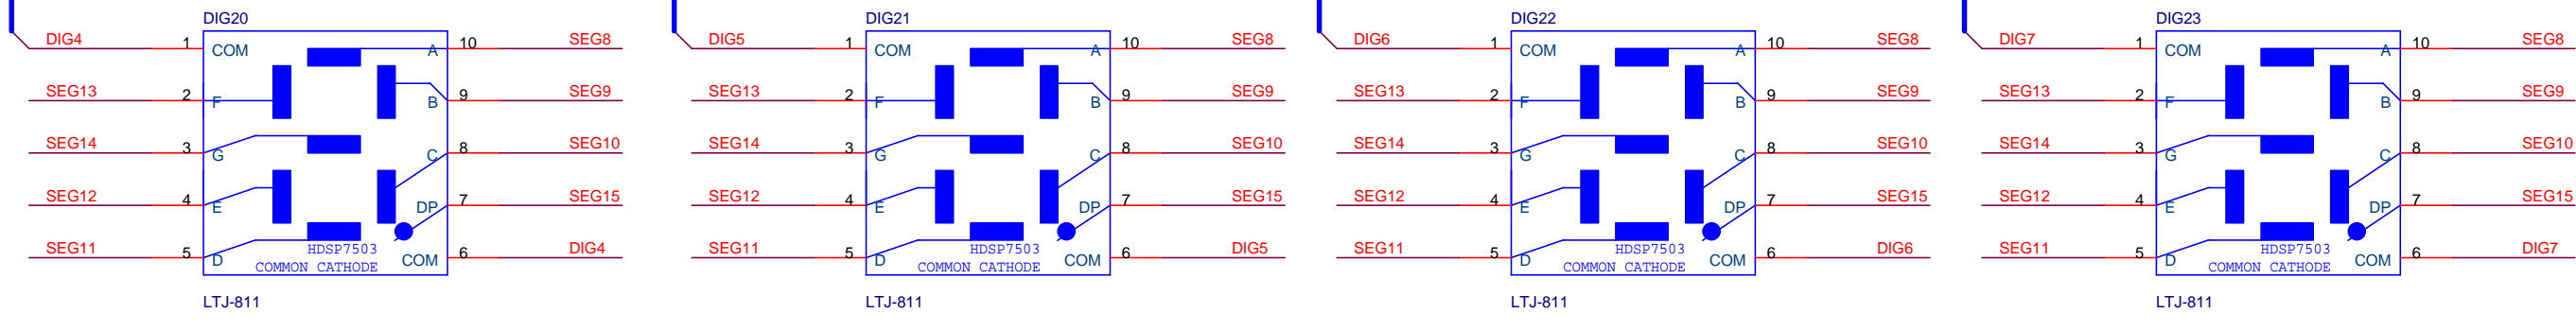 DIG20
DIG4 1 COM A 10 SEG8
SEG13 2 F B 9 SEG9
SEG14 3 G C 8 SEG10
SEG12 4 E DP 7 SEG15
SEG11 5 D COM 6 DIG4
HDSP7503
COMMON CATHODE
LTJ-811
DIG21
DIG5 1 COM A 10 SEG8
SEG13 2 F B 9 SEG9
SEG14 3 G C 8 SEG10
SEG12 4 E DP 7 SEG15
SEG11 5 D COM 6 DIG5
HDSP7503
COMMON CATHODE
LTJ-811
DIG22
DIG6 1 COM A 10 SEG8
SEG13 2 F B 9 SEG9
SEG14 3 G C 8 SEG10
SEG12 4 E DP 7 SEG15
SEG11 5 D COM 6 DIG6
HDSP7503
COMMON CATHODE
LTJ-811
DIG23
DIG7 1 COM A 10 SEG8
SEG13 2 F B 9 SEG9
SEG14 3 G C 8 SEG10
SEG12 4 E DP 7 SEG15
SEG11 5 D COM 6 DIG7
HDSP7503
COMMON CATHODE
LTJ-811